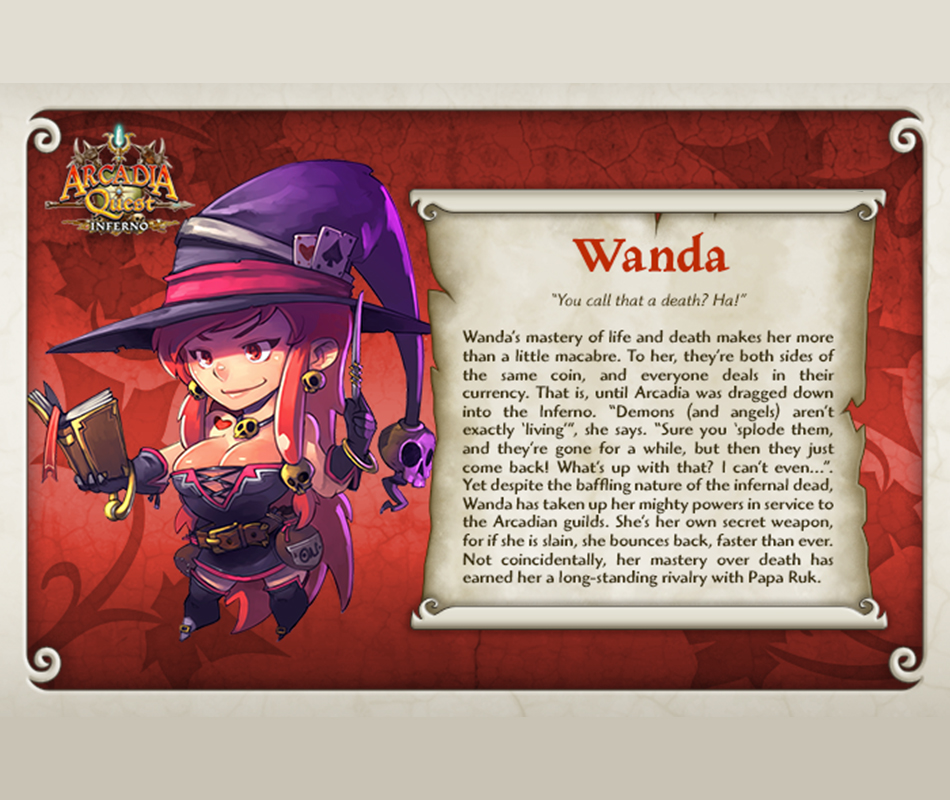 ARCADIA
Quest
INFERNO
Wanda
“You call that a death? Ha!”
Wanda’s mastery of life and death makes her more
than a little macabre. To her, they’re both sides of
the same coin, and everyone deals in their
currency. That is, until Arcadia was dragged down
into the Inferno. “Demons (and angels) aren’t
exactly ‘living’”, she says. “Sure you ‘splode them,
and they’re gone for a while, but then they just
come back! What’s up with that? I can’t even...”.
Yet despite the baffling nature of the infernal dead,
Wanda has taken up her mighty powers in service to
the Arcadian guilds. She’s her own secret weapon,
for if she is slain, she bounces back, faster than ever.
Not coincidentally, her mastery over death has
earned her a long-standing rivalry with Papa Ruk.